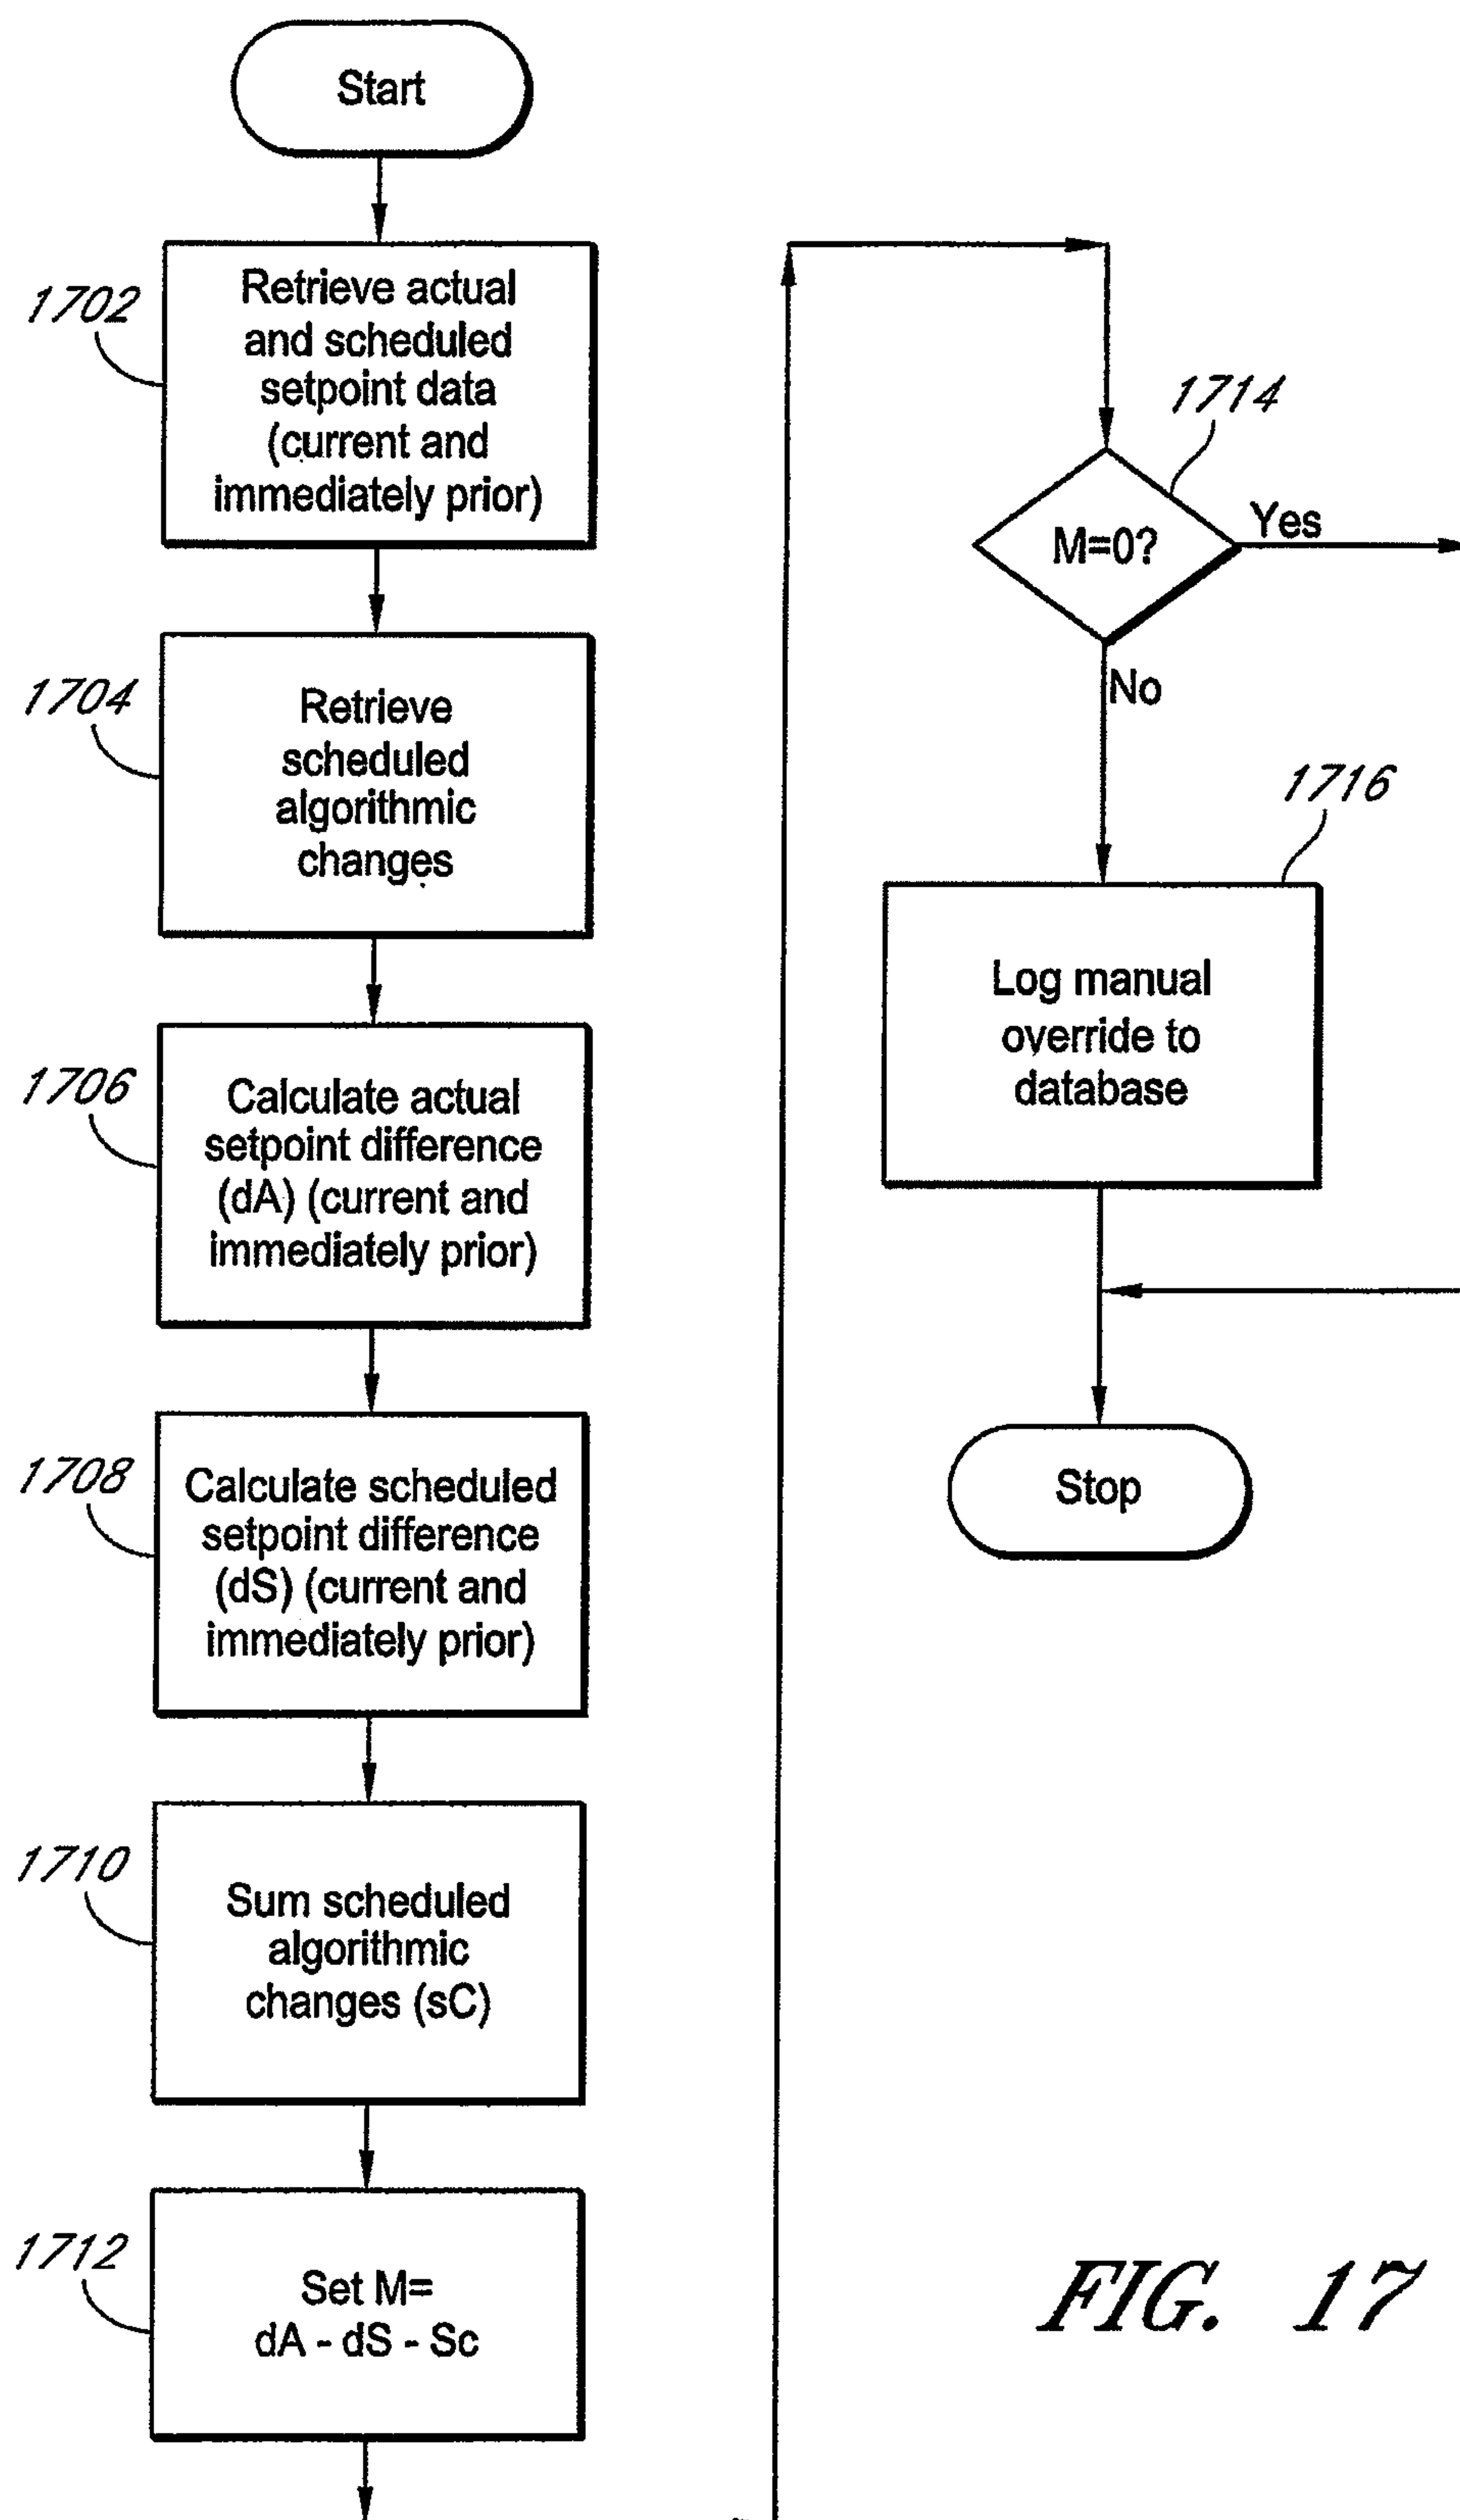 Start
1702
Retrieve actual
and scheduled
setpoint data
(current and
immediately prior)
1704
Retrieve
scheduled
algorithmic
changes
1706
Calculate actual
setpoint difference
(dA) (current and
immediately prior)
1708
Calculate scheduled
setpoint difference
(dS) (current and
immediately prior)
1710
Sum scheduled
algorithmic
changes (sC)
1712
Set M=
dA - dS - Sc
1714
M=0?
Yes
No
1716
Log manual
override to
database
Stop
FIG. 17